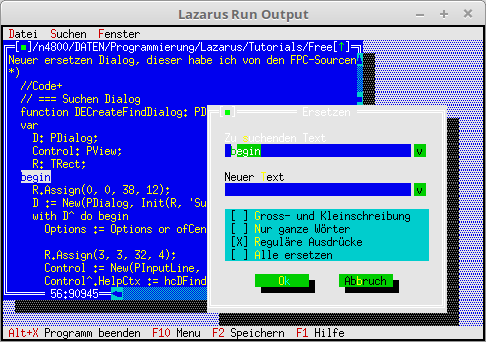 Lazarus Run Output
Datei Suchen Fenster
/n4800/DATEN/Programmierung/Lazarus/Tutorials/Free[↑]
Neuer ersetzen Dialog, dieser habe ich von den FPC-Sourcen
*)
//Code+
// === Suchen Dialog
function DECreateFindDialog: PD
var
D: PDialog;
Control: PView;
R: TRect;
begin
R.Assign(0, 0, 38, 12);
D := New(PDialog, Init(R, 'Su
with D^ do begin
Options := Options or ofCen
R.Assign(3, 3, 32, 4);
Control := New(PInputLine,
Control^.HelpCtx := hcDFind
56:90945
Ersetzen
Zu suchenden Text
begin
v
Neuer Text
v
[ ] Gross- und Kleinschreibung
[ ] Nur ganze Wörter
[X] Reguläre Ausdrücke
[ ] Alle ersetzen
Ok Abbruch
Alt+X Programm beenden F10 Menu F2 Speichern F1 Hilfe